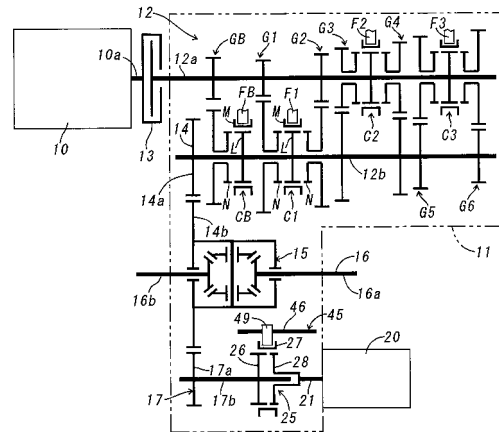 12 GB G1 G2 G3 F2 G4 F3
10a 12a
M FB M F1
10 13 14 L L C2 C3
14a N CB N C1 N 12b G5 G6
14b 15 16 11
16b 16a
49 46 45 20
27
26 28
17a
17 17b 25 21